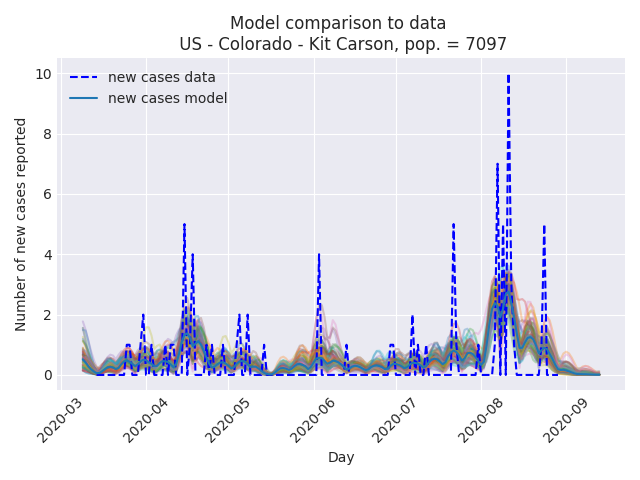 Model comparison to data
US - Colorado - Kit Carson, pop. = 7097
new cases data
new cases model
Number of new cases reported
10
8
6
4
2
0
2020-03
2020-04
2020-05
2020-06
2020-07
2020-08
2020-09
Day